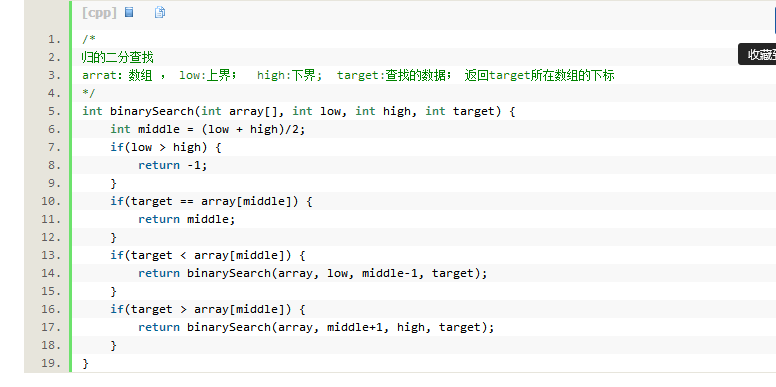 [cpp]
收藏到
1. /*
2. 归的二分查找
3. arrat: 数组 , low:上界; high:下界; target:查找的数据; 返回target所在数组的下标
4. */
5. int binarySearch(int array[], int low, int high, int target) {
6. int middle = (low + high)/2;
7. if(low > high) {
8. return -1;
9. }
10. if(target == array[middle]) {
11. return middle;
12. }
13. if(target < array[middle]) {
14. return binarySearch(array, low, middle-1, target);
15. }
16. if(target > array[middle]) {
17. return binarySearch(array, middle+1, high, target);
18. }
19. }